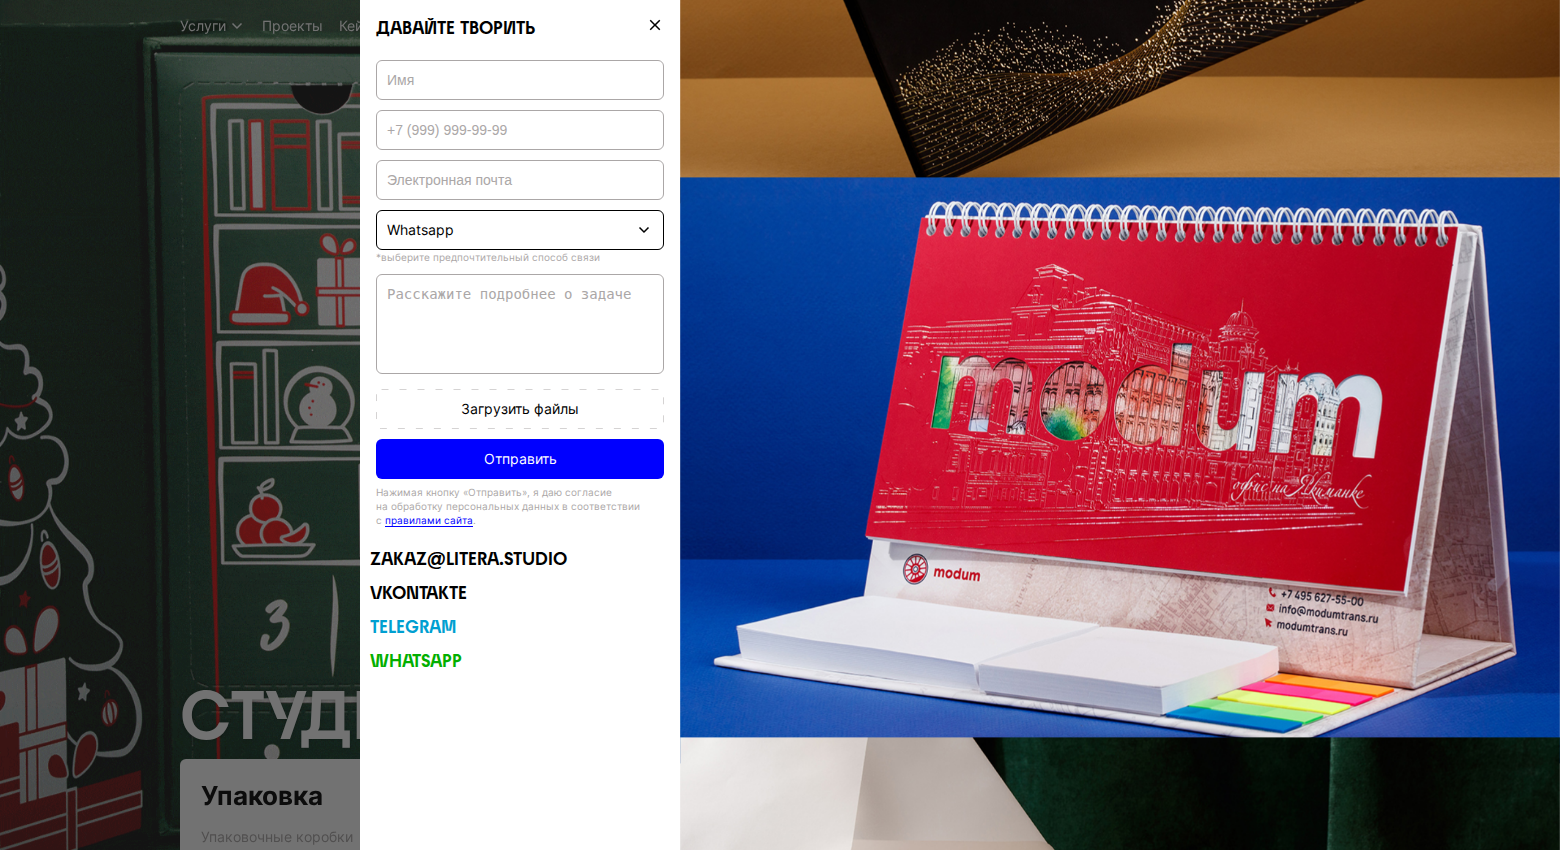 Услуги
Проекты
Кей
ДАВАЙТЕ ТВОРИТЬ
Имя
+7 (999) 999-99-99
Электронная почта
Whatsapp
*выберите предпочтительный способ связи
Расскажите подробнее о задаче
Загрузить файлы
Отправить
Нажимая кнопку «Отправить», я даю согласие
на обработку персональных данных в соответствии
с правилами сайта.
ZAKAZ@LITERA.STUDIO
VKONTAKTE
TELEGRAM
WHATSAPP
3
СТУД
Упаковка
Упаковочные коробки
modum
офис на Якиманке
modum
+7 495 627-55-00
info@modumtrans.ru
modumtrans.ru